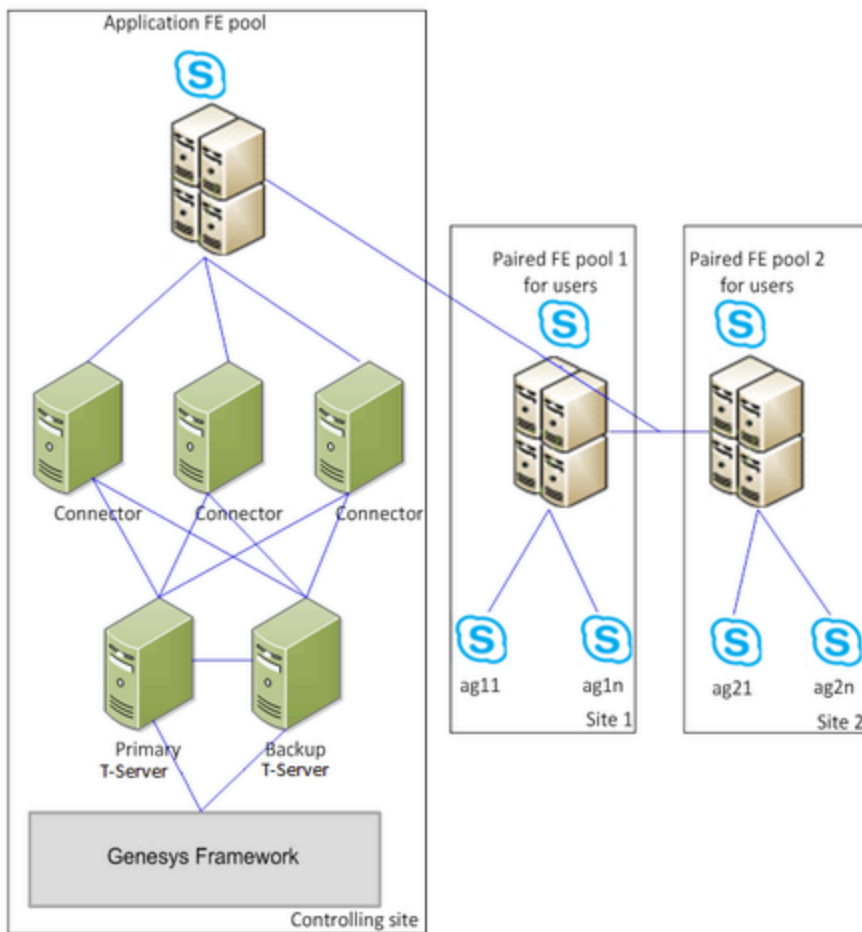 Application FE pool
Connector
Connector
Connector
Primary
T-Server
Backup
T-Server
Genesys Framework
Controlling site
Paired FE pool 1
for users
ag11
ag1n
Site 1
Paired FE pool 2
for users
ag21
ag2n
Site 2